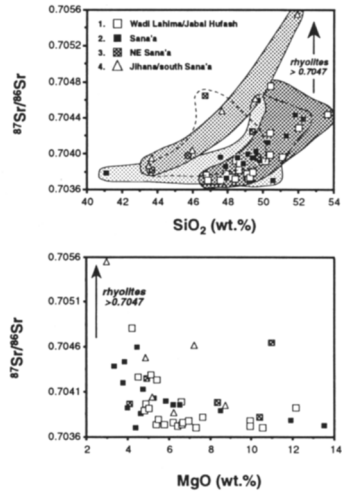 0.7056
0.7052
0.7048
0.7044
0.7040
0.7036
87Sr/86Sr
1. Wadi Lahima/Jabal Hufash
2. Sana'a
3. NE Sana'a
4. Jihana/south Sana'a
rhyolites
> 0.7047
40 42 44 46 48 50 52 54
SiO2 (wt.%)
0.7056
0.7051
0.7046
0.7041
0.7036
87Sr/86Sr
rhyolites
>0.7047
0 2 4 6 8 10 12 14
MgO (wt.%)